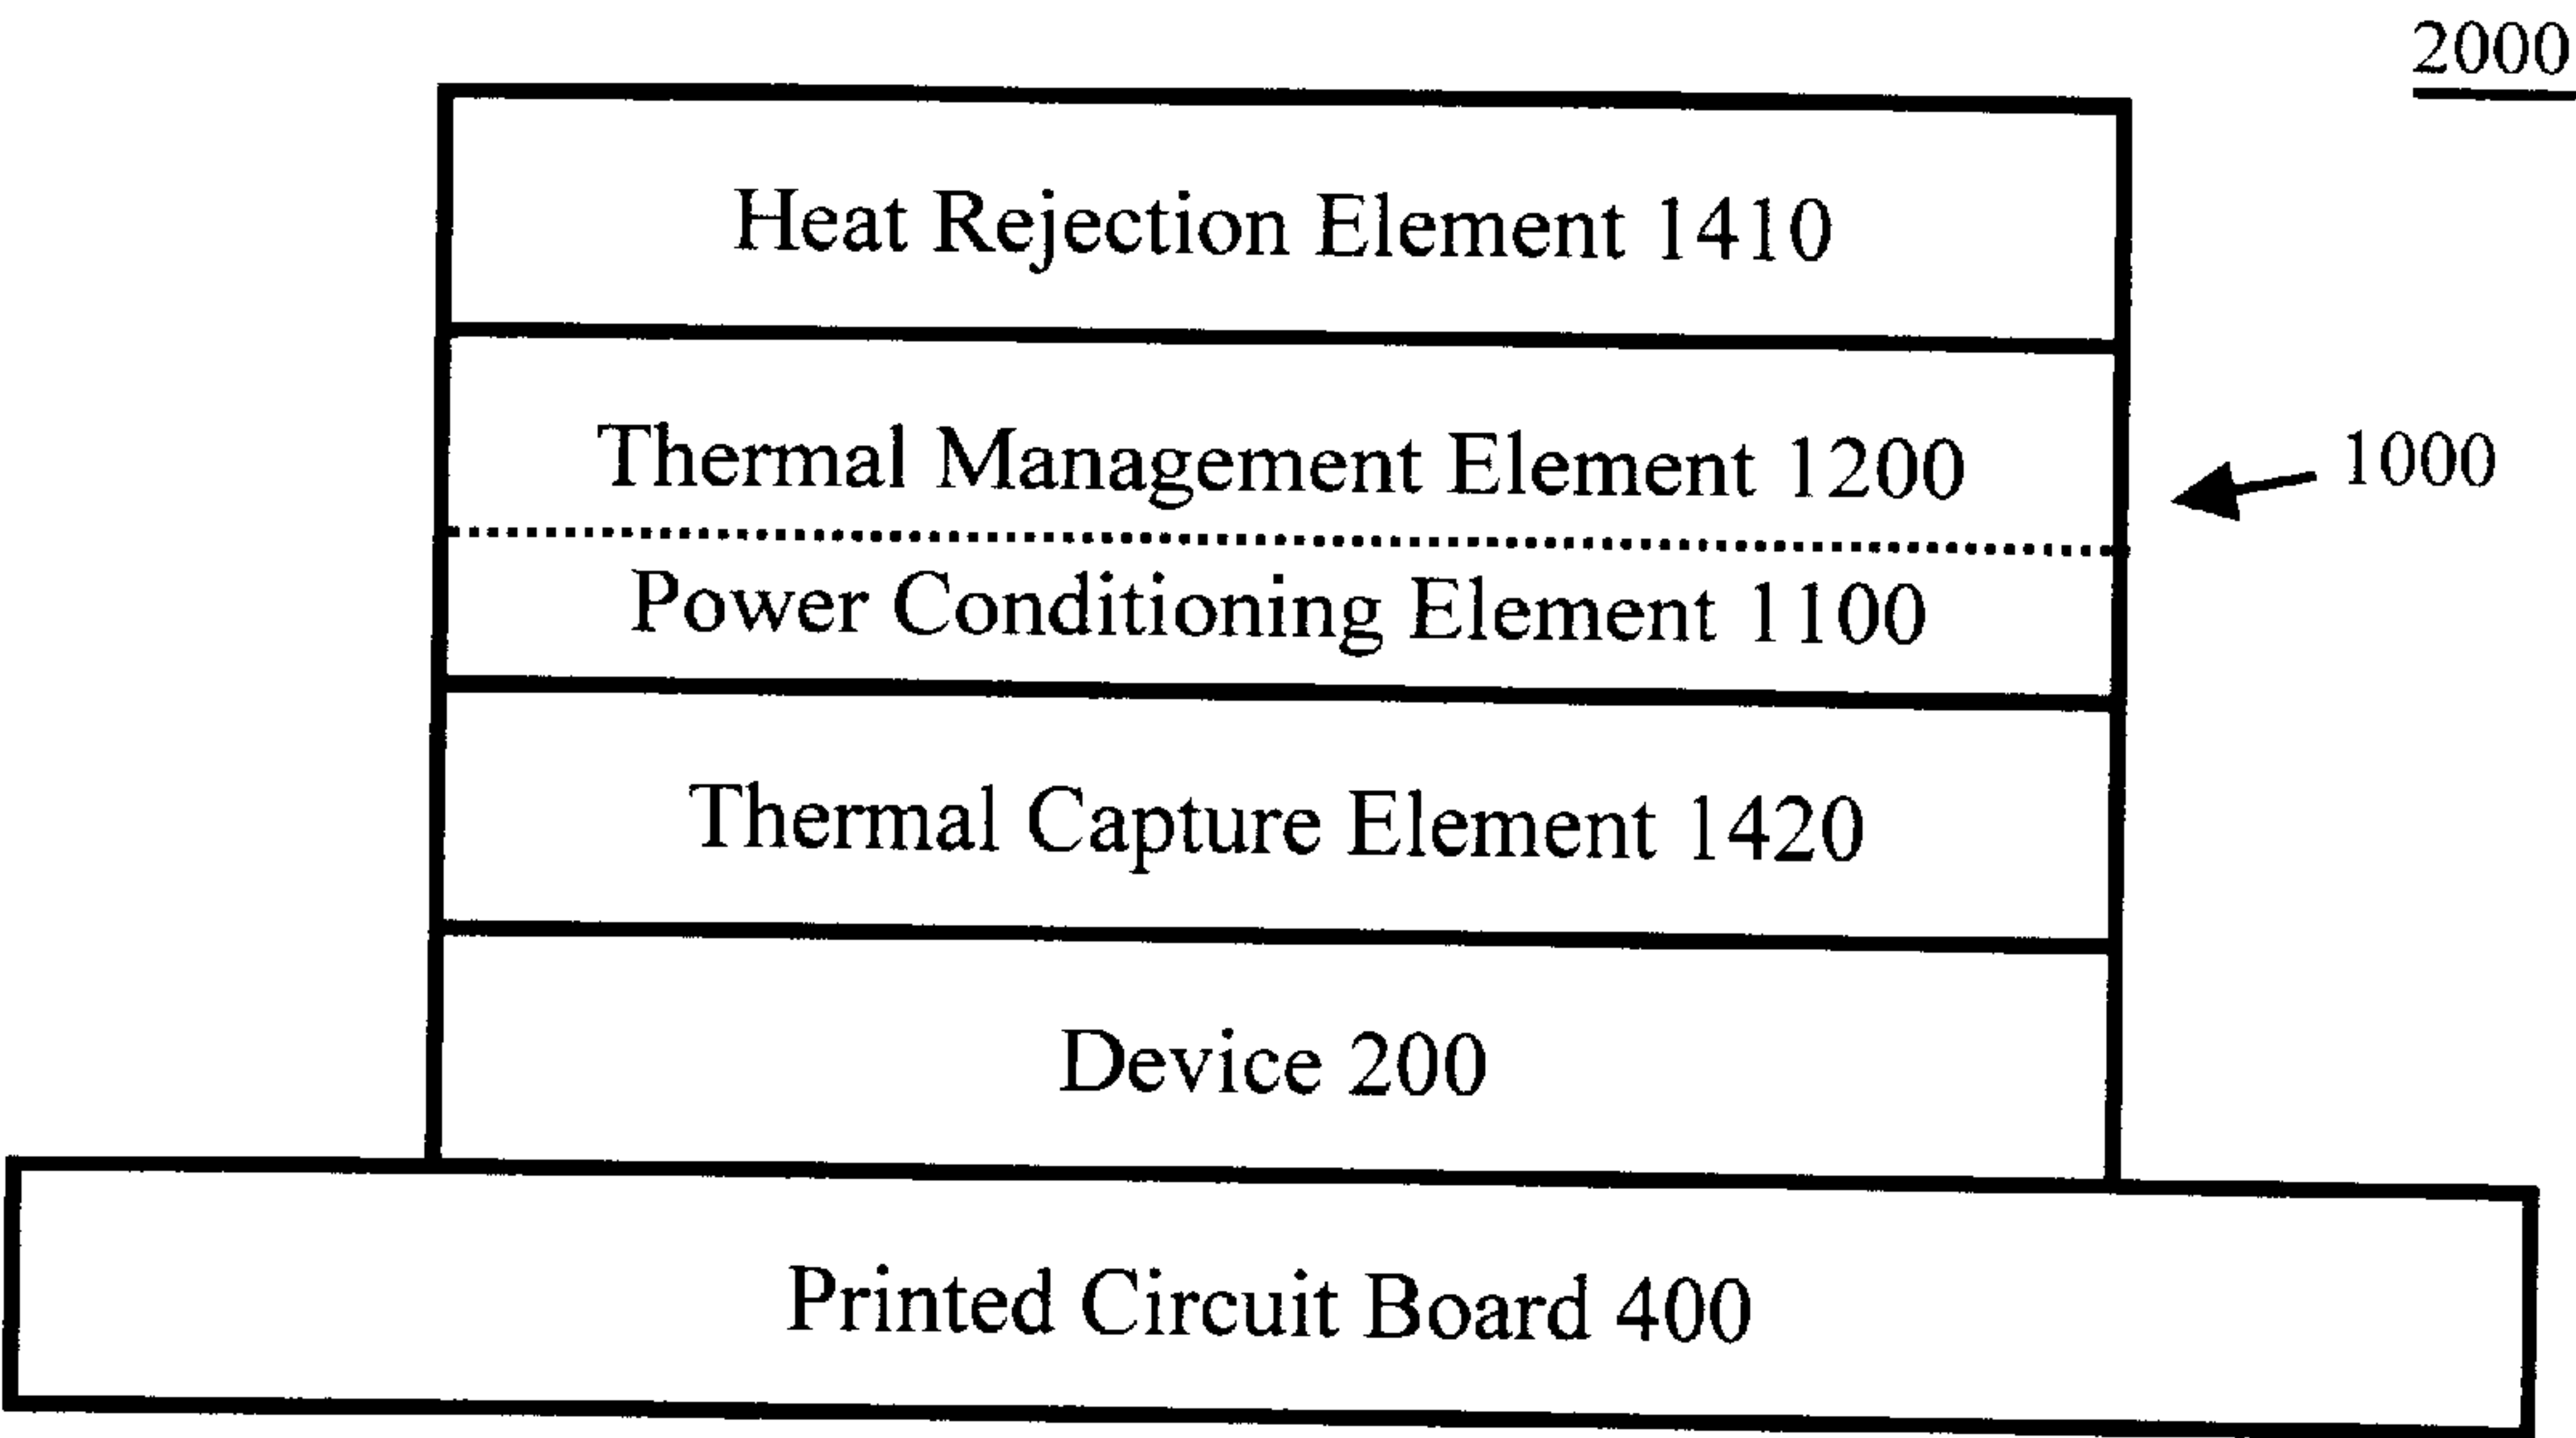 2000
Heat Rejection Element 1410
Thermal Management Element 1200
1000
Power Conditioning Element 1100
Thermal Capture Element 1420
Device 200
Printed Circuit Board 400